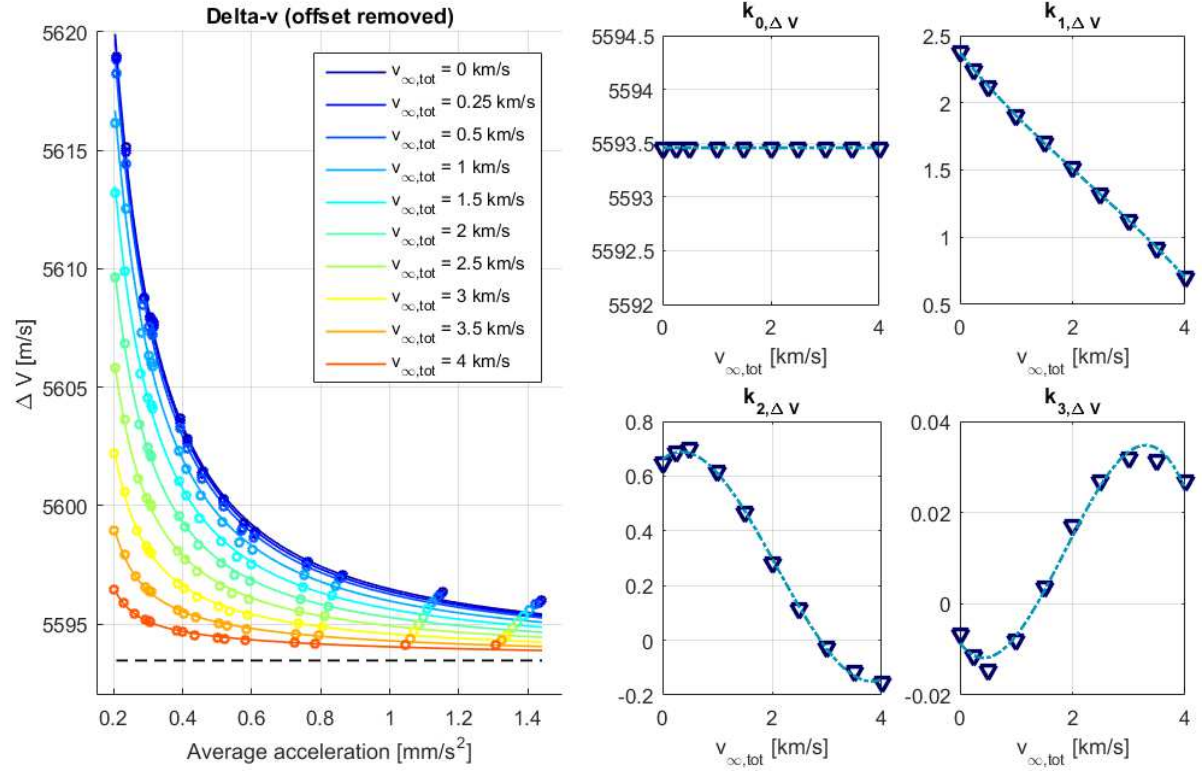 Delta-v (offset removed)
5620
5615
5610
5605
5600
5595
Δ V [m/s]
0.2 0.4 0.6 0.8 1 1.2 1.4
Average acceleration [mm/s²]
v∞,tot = 0 km/s
v∞,tot = 0.25 km/s
v∞,tot = 0.5 km/s
v∞,tot = 1 km/s
v∞,tot = 1.5 km/s
v∞,tot = 2 km/s
v∞,tot = 2.5 km/s
v∞,tot = 3 km/s
v∞,tot = 3.5 km/s
v∞,tot = 4 km/s
k0,Δ V
5594.5
5594
5593.5
5593
5592.5
5592
0 2 4
v∞,tot [km/s]
k1,Δ V
2.5
2
1.5
1
0.5
0 2 4
v∞,tot [km/s]
k2,Δ V
0.8
0.6
0.4
0.2
0
-0.2
0 2 4
v∞,tot [km/s]
k3,Δ V
0.04
0.02
0
-0.02
0 2 4
v∞,tot [km/s]